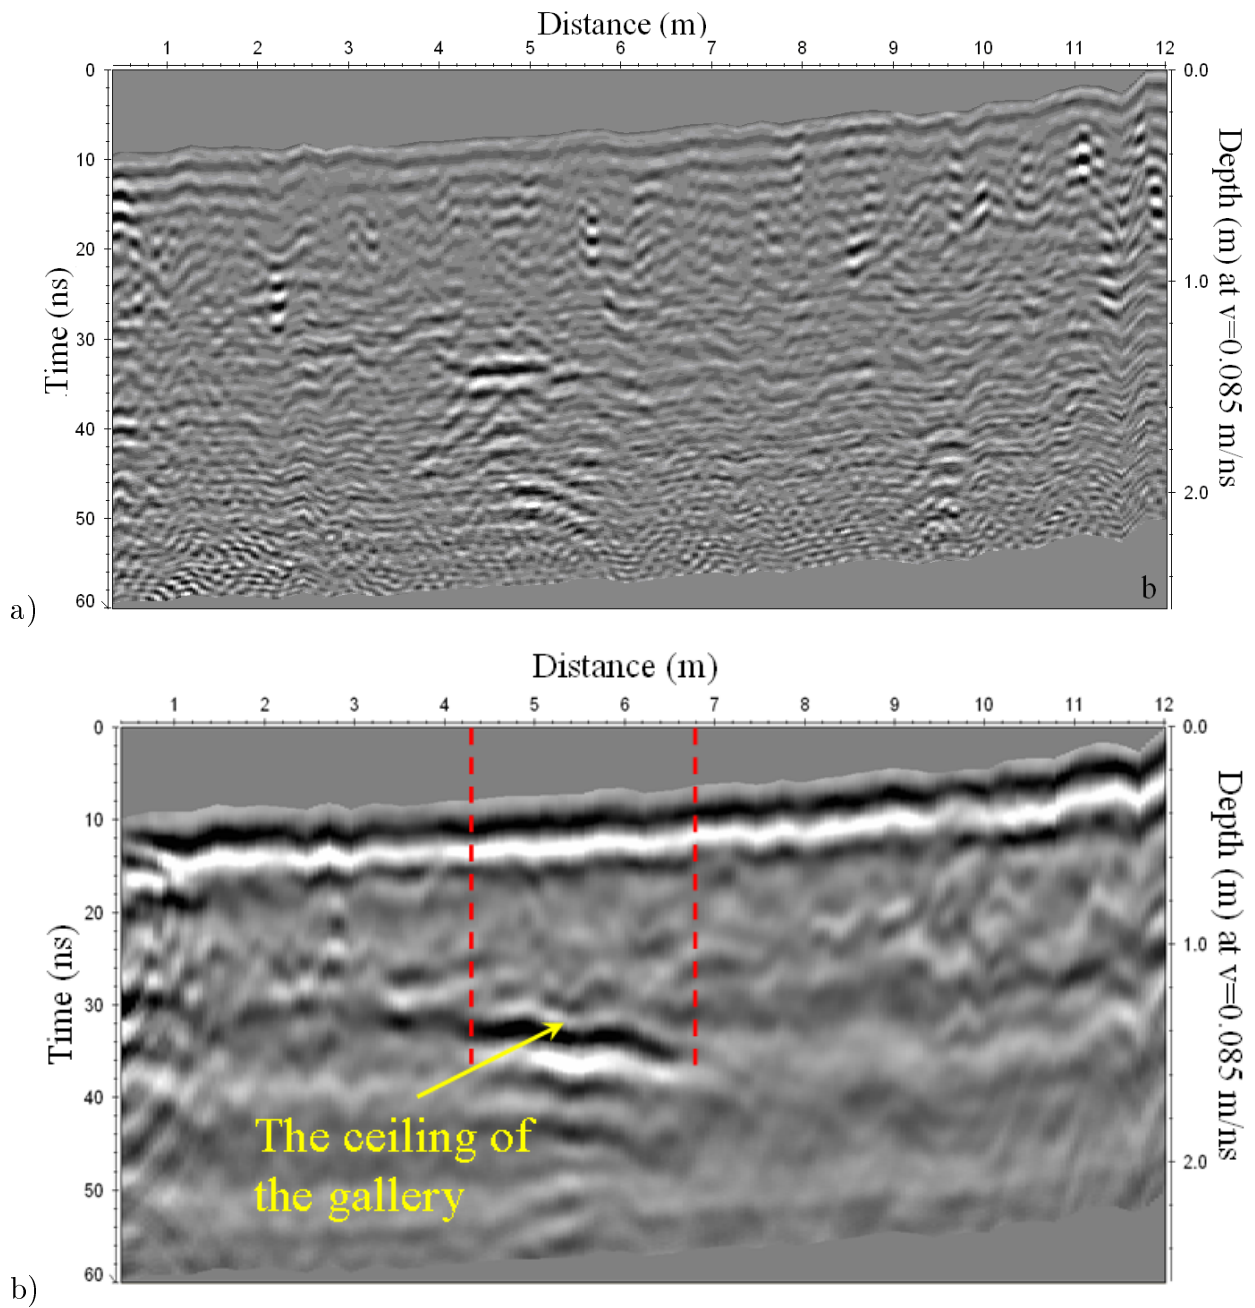 Distance (m)
1 2 3 4 5 6 7 8 9 10 11 12
0
10
20
30
40
50
60
Time (ns)
0.0
1.0
2.0
Depth (m) at v=0.085 m/ns
b
a)
Distance (m)
1 2 3 4 5 6 7 8 9 10 11 12
0
10
20
30
40
50
60
Time (ns)
0.0
1.0
2.0
Depth (m) at v=0.085 m/ns
The ceiling of
the gallery
b)